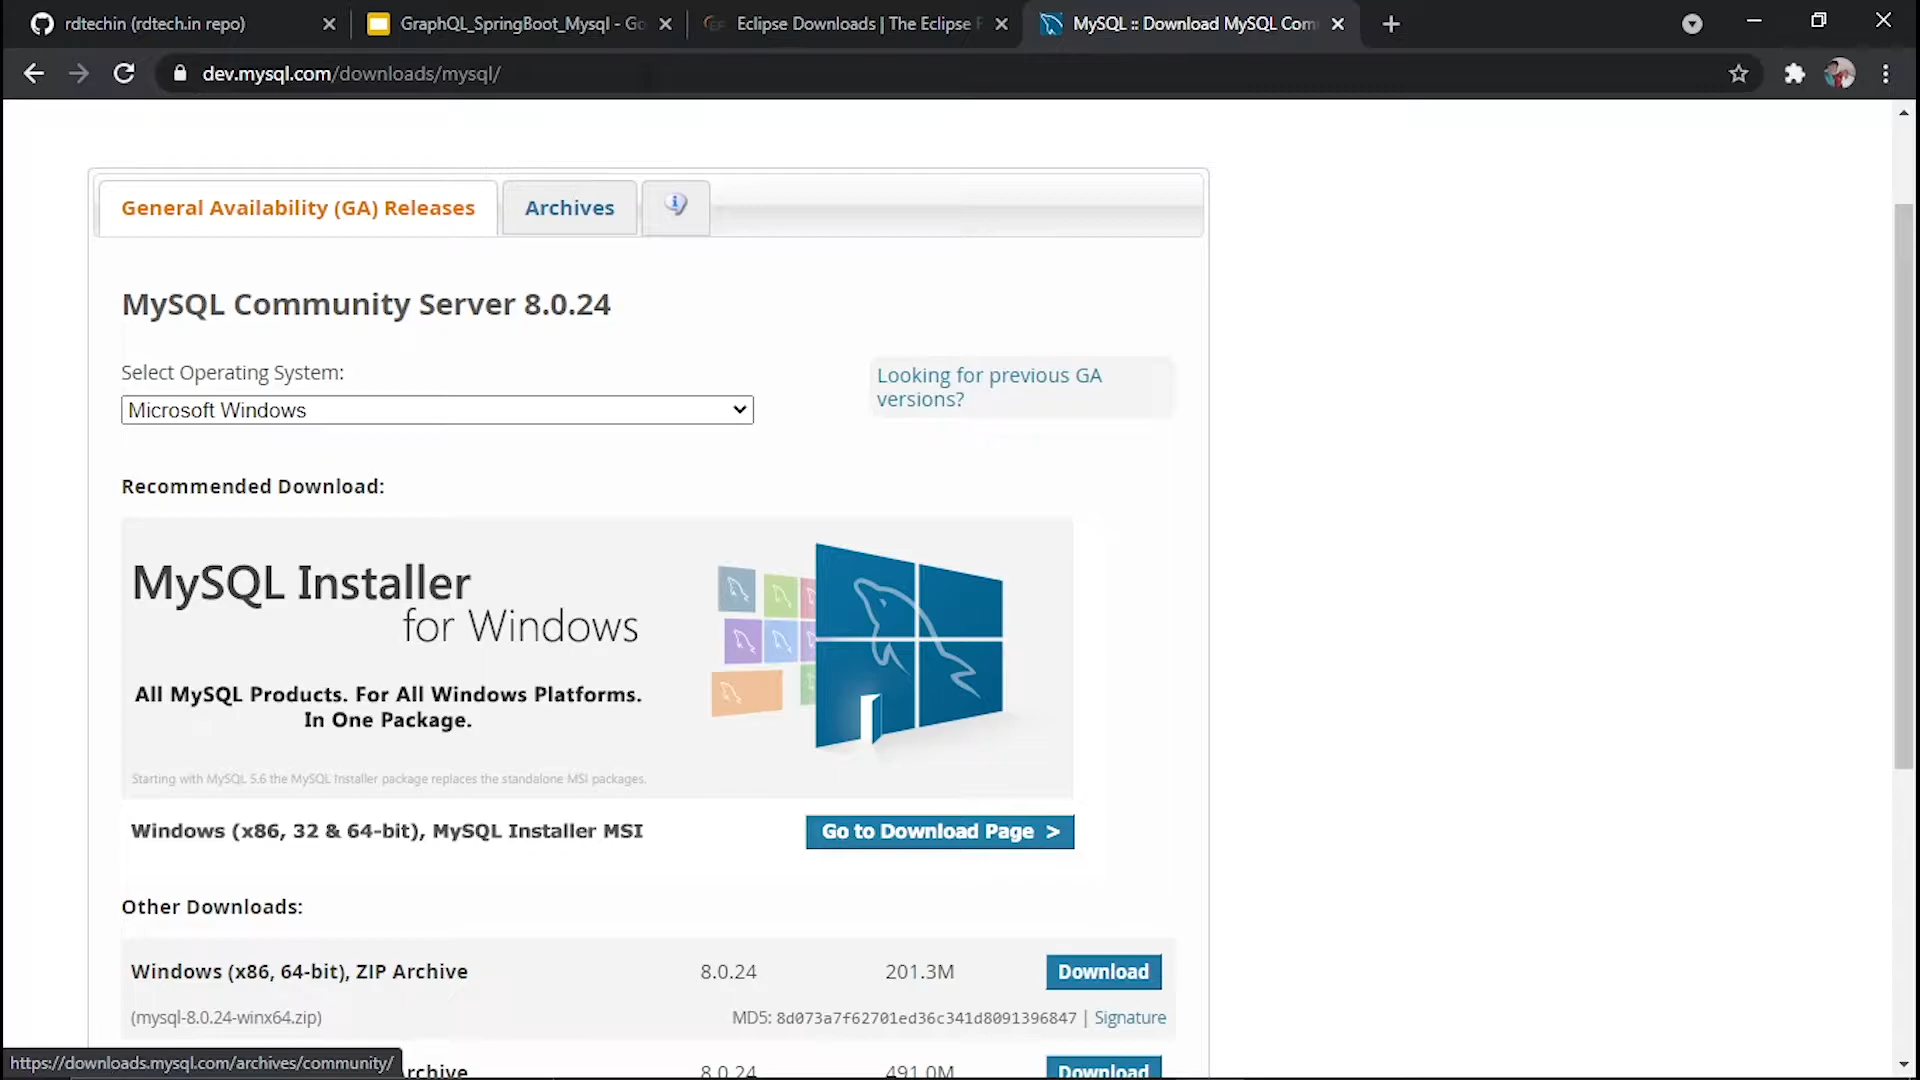 rdtechin (rdtech.in repo)
GraphQL_SpringBoot_Mysql - Go
Eclipse Downloads | The Eclipse F
MySQL :: Download MySQL Com
dev.mysql.com/downloads/mysql/
General Availability (GA) Releases
Archives
MySQL Community Server 8.0.24
Select Operating System:
Microsoft Windows
Looking for previous GA
versions?
Recommended Download:
MySQL Installer
for Windows
All MySQL Products. For All Windows Platforms.
In One Package.
Starting with MySQL 5.6 the MySQL Installer package replaces the standalone MSI packages.
Windows (x86, 32 & 64-bit), MySQL Installer MSI
Go to Download Page >
Other Downloads:
Windows (x86, 64-bit), ZIP Archive 8.0.24 201.3M Download
(mysql-8.0.24-winx64.zip) MD5: 8d073a7f62701ed36c341d8091396847 | Signature
https://downloads.mysql.com/archives/community/
rchive 8.0.24 491.0M Download